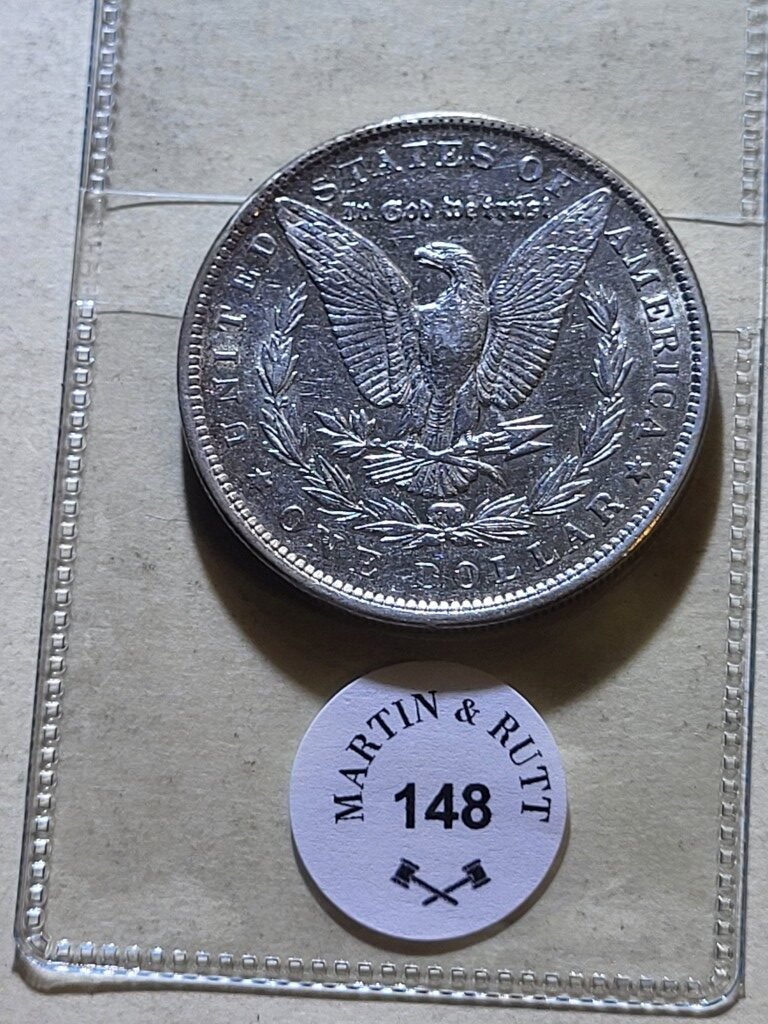 UNITED STATES OF AMERICA
In God we trust
ONE DOLLAR
MARTIN & RUTT
148